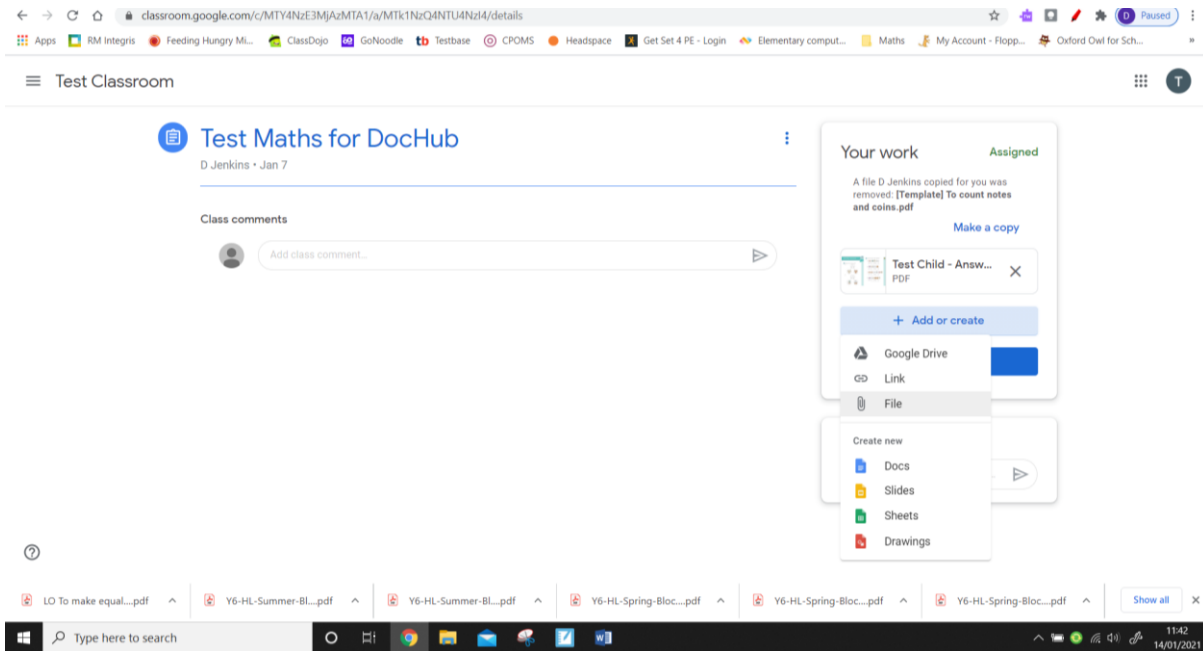 classroom.google.com/c/MTY4NzE3MjAzMTA1/a/MTk1NzQ4NTU4NzI4/details
D Paused
Apps RM Integris Feeding Hungry Mi... ClassDojo GO GoNoodle tb Testbase CPOMS Headspace Get Set 4 PE - Login Elementary comput... Maths My Account - Flopp... Oxford Owl for Sch... »
Test Classroom
T
Test Maths for DocHub
D Jenkins • Jan 7
Class comments
Add class comment...
Your work Assigned
A file D Jenkins copied for you was
removed: [Template] To count notes
and coins.pdf
Make a copy
Test Child - Answ...
PDF
+ Add or create
Google Drive
Link
File
Create new
Docs
Slides
Sheets
Drawings
LO To make equal....pdf Y6-HL-Summer-Bl....pdf Y6-HL-Summer-Bl....pdf Y6-HL-Spring-Bloc....pdf Y6-HL-Spring-Bloc....pdf Y6-HL-Spring-Bloc....pdf Show all
Type here to search
11:42
14/01/2021